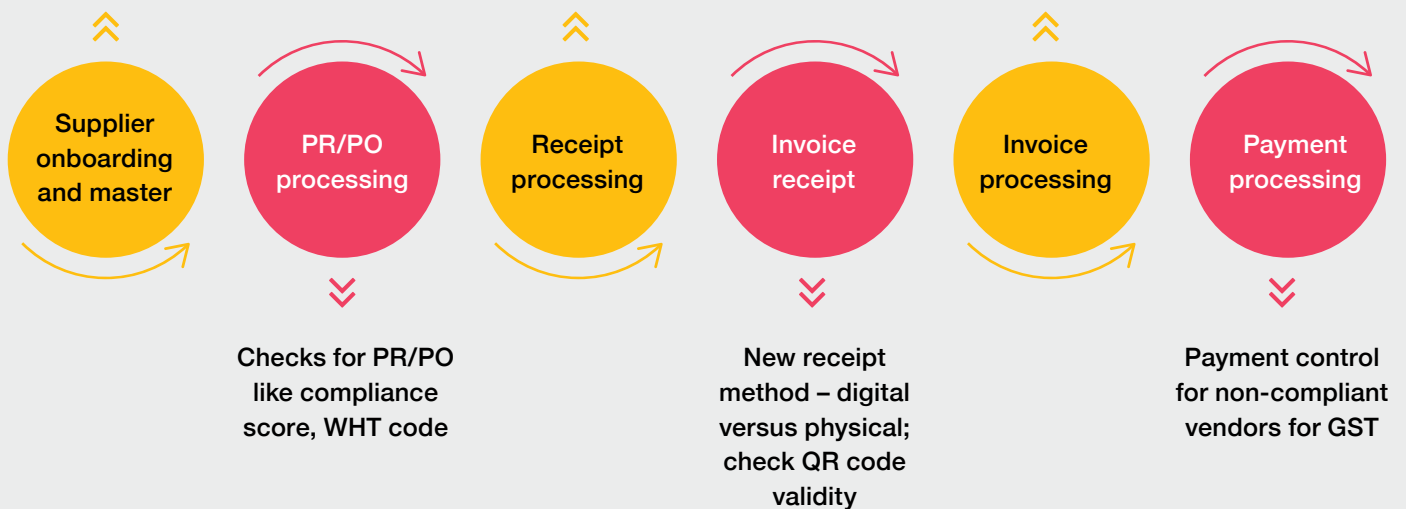 Supplier
onboarding
and master
PR/PO
processing
Receipt
processing
Invoice
receipt
Invoice
processing
Payment
processing
Checks for PR/PO
like compliance
score, WHT code
New receipt
method – digital
versus physical;
check QR code
validity
Payment control
for non-compliant
vendors for GST